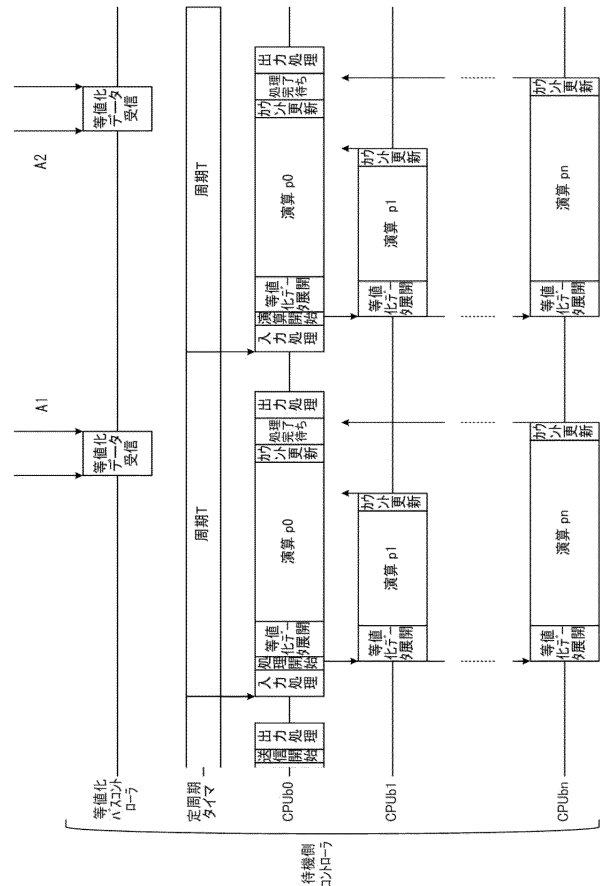 A1
A2
待機側
ｺﾝﾄﾛｰﾗ
等値化
ﾊﾞｽｺﾝﾄ
ﾛｰﾗ
等値化
データ
受信
等値化
データ
受信
定周期
タイマ
周期T
周期T
CPUb0
送信開始
出力処理
入力処理
処理開始
等値
化ﾃﾞｰ
ﾀ展開
演算 p0
ｶｳﾝﾄ更新
処理
完了
待ち
出力処理
入力処理
演算開始
等値
化ﾃﾞｰ
ﾀ展開
演算 p0
ｶｳﾝﾄ更新
処理
完了
待ち
出力処理
CPUb1
等値
化ﾃﾞｰ
ﾀ展開
演算 p1
ｶｳﾝﾄ更新
等値
化ﾃﾞｰ
ﾀ展開
演算 p1
ｶｳﾝﾄ更新
CPUbn
等値
化ﾃﾞｰ
ﾀ展開
演算 pn
ｶｳﾝﾄ更新
等値
化ﾃﾞｰ
ﾀ展開
演算 pn
ｶｳﾝﾄ更新